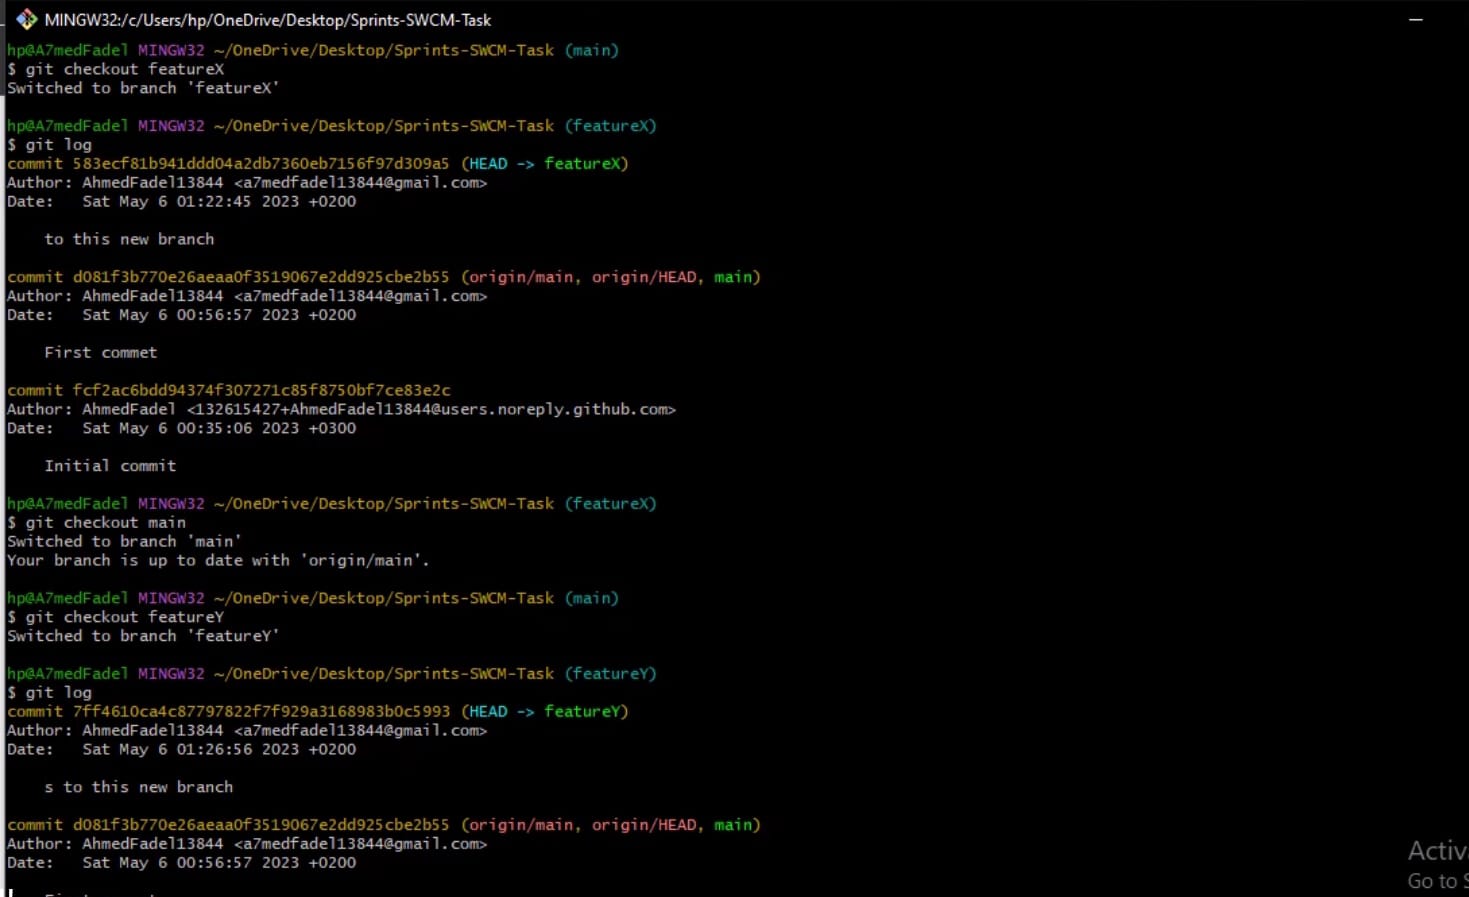 MINGW32:/c/Users/hp/OneDrive/Desktop/Sprints-SWCM-Task
hp@A7medFadel MINGW32 ~/OneDrive/Desktop/Sprints-SWCM-Task (main)
$ git checkout featureX
Switched to branch 'featureX'
hp@A7medFadel MINGW32 ~/OneDrive/Desktop/Sprints-SWCM-Task (featureX)
$ git log
commit 583ecf81b941ddd04a2db7360eb7156f97d309a5 (HEAD -> featureX)
Author: AhmedFadel13844 <a7medfadel13844@gmail.com>
Date:   Sat May 6 01:22:45 2023 +0200
to this new branch
commit d081f3b770e26aeaa0f3519067e2dd925cbe2b55 (origin/main, origin/HEAD, main)
Author: AhmedFadel13844 <a7medfadel13844@gmail.com>
Date:   Sat May 6 00:56:57 2023 +0200
First commet
commit fcf2ac6bdd94374f307271c85f8750bf7ce83e2c
Author: AhmedFadel <132615427+AhmedFadel13844@users.noreply.github.com>
Date:   Sat May 6 00:35:06 2023 +0300
Initial commit
hp@A7medFadel MINGW32 ~/OneDrive/Desktop/Sprints-SWCM-Task (featureX)
$ git checkout main
Switched to branch 'main'
Your branch is up to date with 'origin/main'.
hp@A7medFadel MINGW32 ~/OneDrive/Desktop/Sprints-SWCM-Task (main)
$ git checkout featureY
Switched to branch 'featureY'
hp@A7medFadel MINGW32 ~/OneDrive/Desktop/Sprints-SWCM-Task (featureY)
$ git log
commit 7ff4610ca4c87797822f7f929a3168983b0c5993 (HEAD -> featureY)
Author: AhmedFadel13844 <a7medfadel13844@gmail.com>
Date:   Sat May 6 01:26:56 2023 +0200
s to this new branch
commit d081f3b770e26aeaa0f3519067e2dd925cbe2b55 (origin/main, origin/HEAD, main)
Author: AhmedFadel13844 <a7medfadel13844@gmail.com>
Date:   Sat May 6 00:56:57 2023 +0200
Activ
Go to S